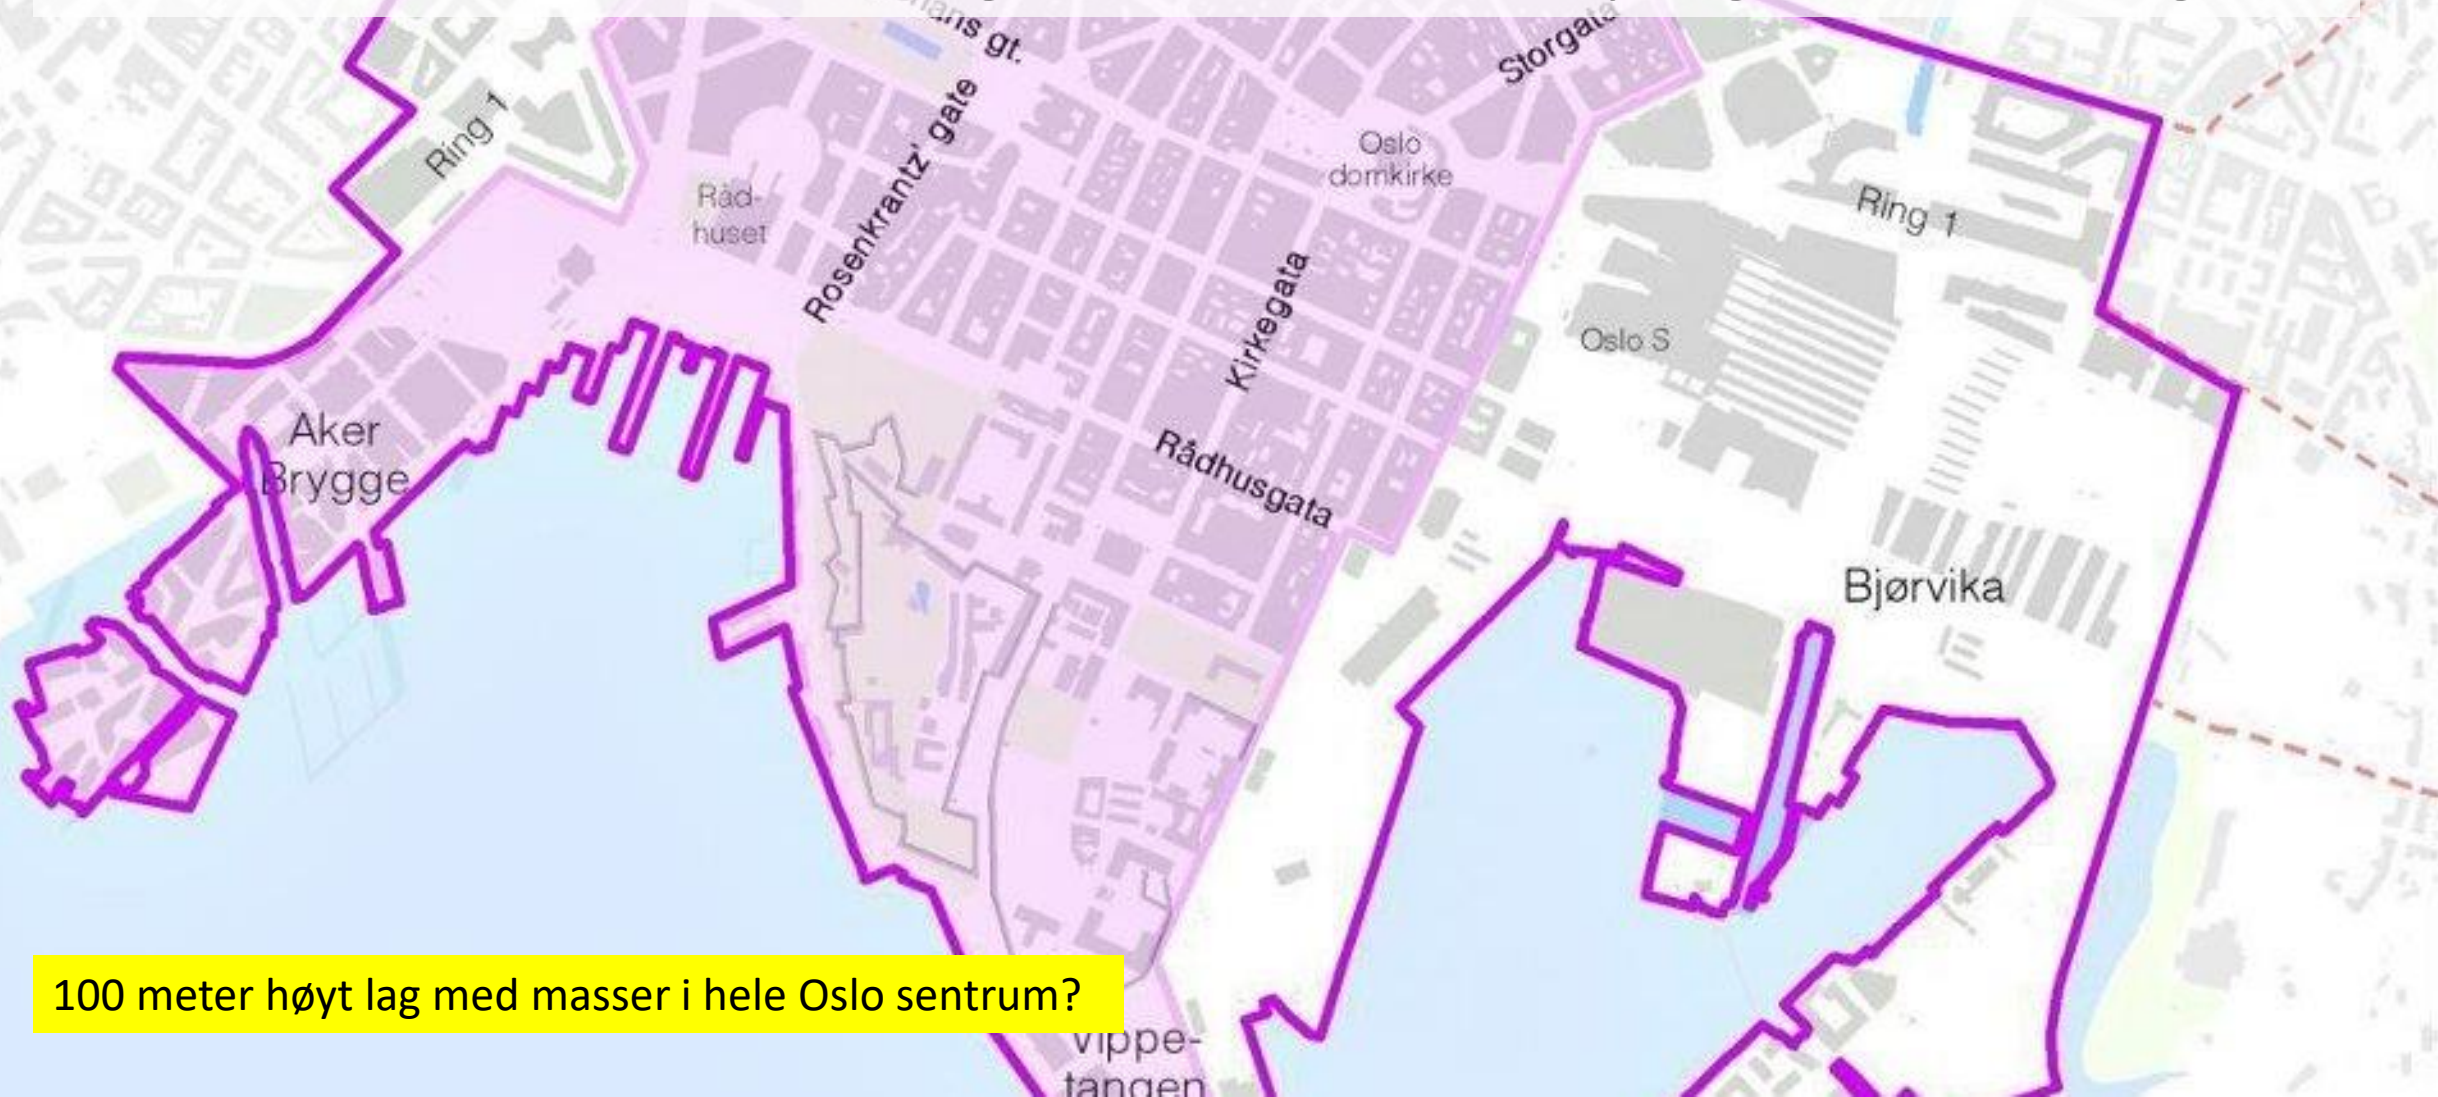 gt.
Storgata
Ring 1
Rosenkrantz' gate
Oslo
domkirke
Råd-
huset
Ring 1
Kirkegata
Oslo S
Aker
Brygge
Rådhusgata
Bjørvika
100 meter høyt lag med masser i hele Oslo sentrum?
Vippe-
tangen